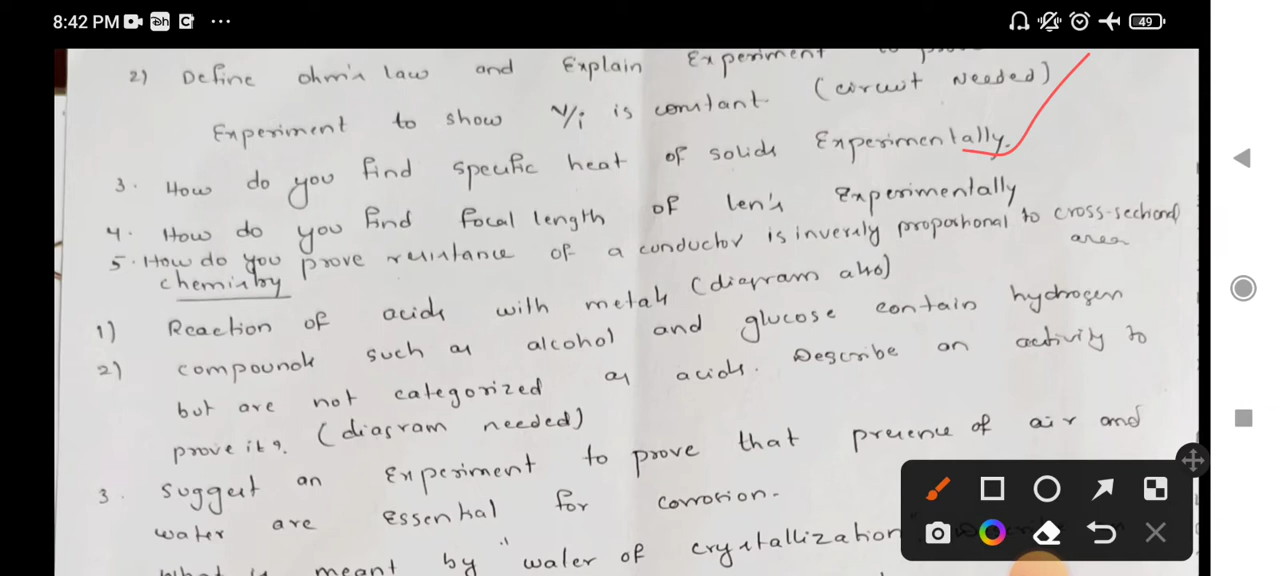 8:42 PM Dh C ... 49
2) Define ohm's law and Explain Experiment to
Experiment to show V/i is constant (circuit Needed)
3. How do you find specific heat of solids Experimentally.
4. How do you find focal length of len's Experimentally
5. How do you prove resistance of a conductor is inversly proportional to cross-sectional
area
chemistry
1) Reaction of acids with metals (diagram also)
2) compounds such as alcohol and glucose contain hydrogen
but are not categorized as acids. Describe an activity to
prove it?. (diagram needed)
3. suggest an Experiment to prove that presence of air and
water are Essential for corrosion.
What is meant by "water of crystallization"